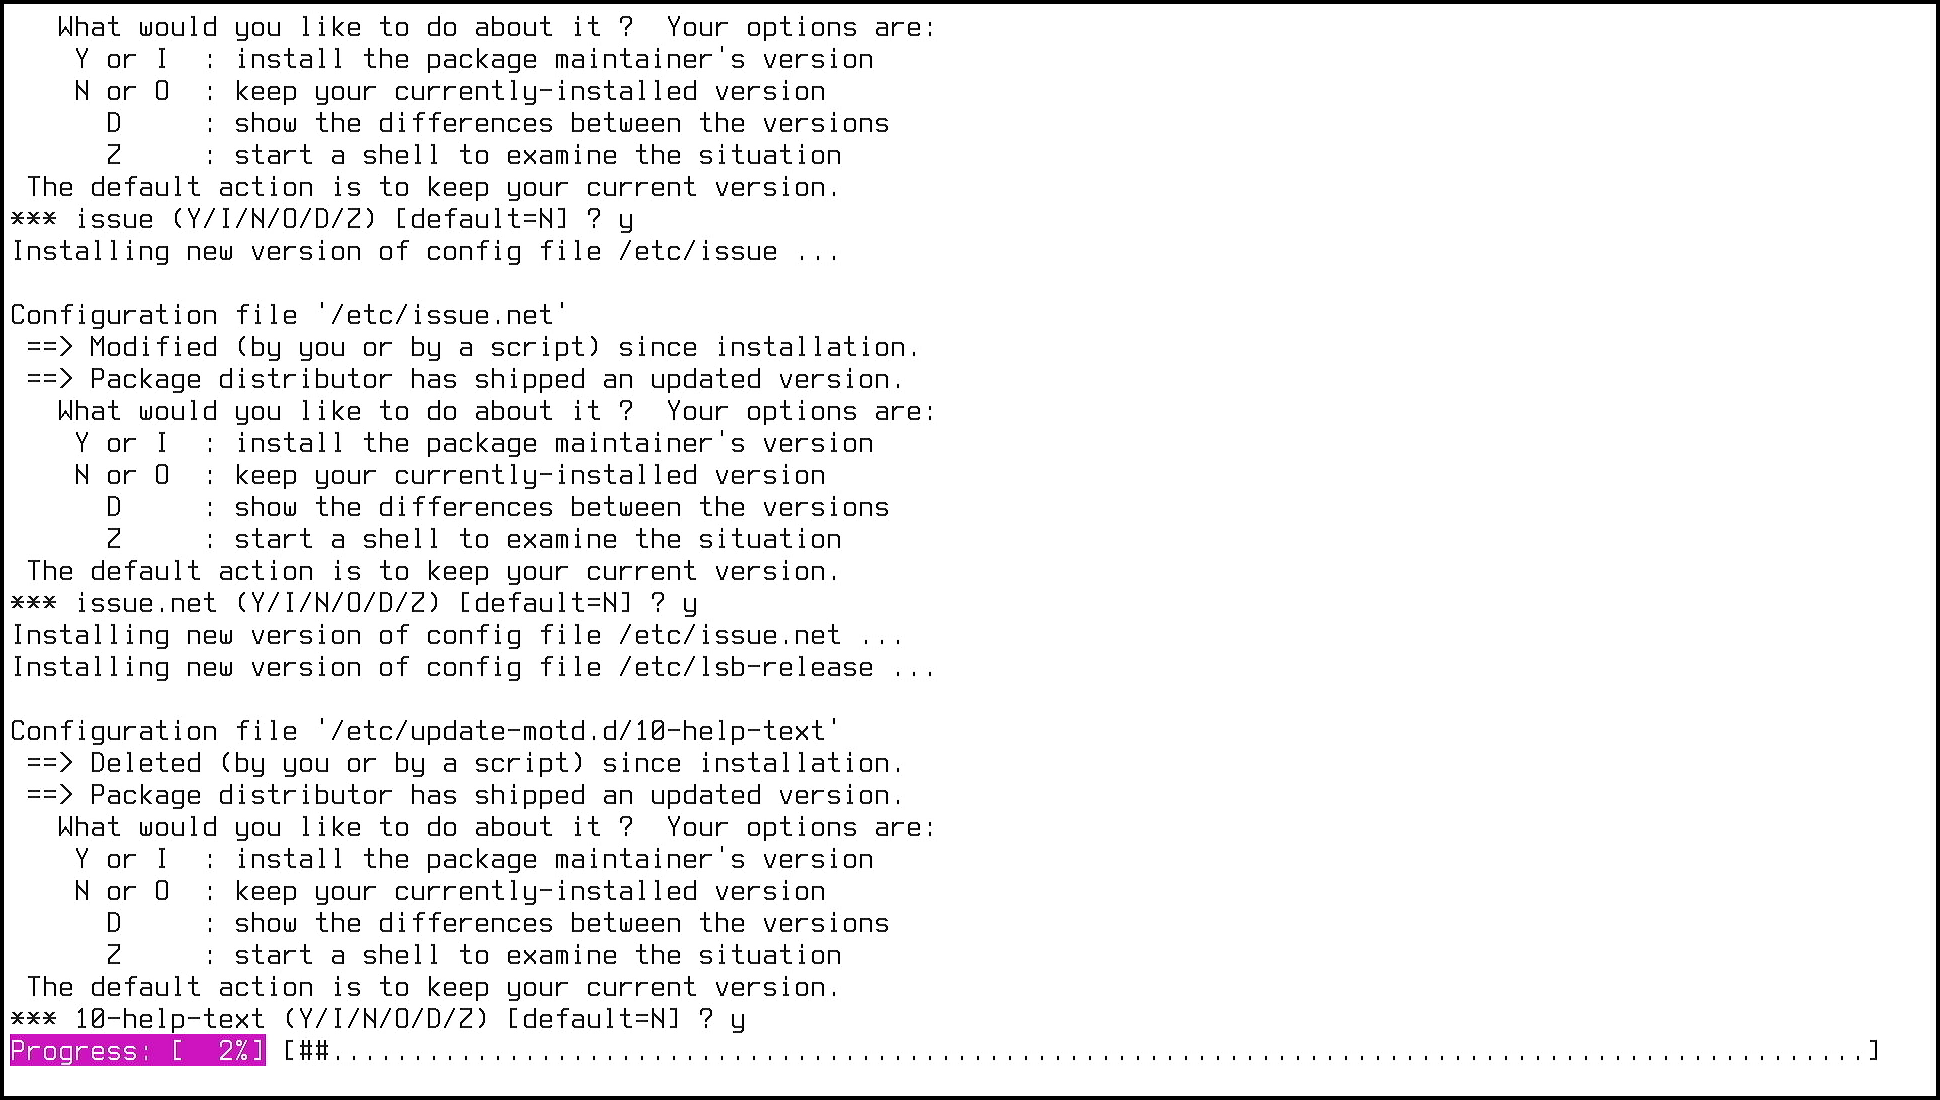 What would you like to do about it ?  Your options are:
    Y or I  : install the package maintainer's version
    N or O  : keep your currently-installed version
      D     : show the differences between the versions
      Z     : start a shell to examine the situation
 The default action is to keep your current version.
*** issue (Y/I/N/O/D/Z) [default=N] ? y
Installing new version of config file /etc/issue ...

Configuration file '/etc/issue.net'
 ==> Modified (by you or by a script) since installation.
 ==> Package distributor has shipped an updated version.
   What would you like to do about it ?  Your options are:
    Y or I  : install the package maintainer's version
    N or O  : keep your currently-installed version
      D     : show the differences between the versions
      Z     : start a shell to examine the situation
 The default action is to keep your current version.
*** issue.net (Y/I/N/O/D/Z) [default=N] ? y
Installing new version of config file /etc/issue.net ...
Installing new version of config file /etc/lsb-release ...

Configuration file '/etc/update-motd.d/10-help-text'
 ==> Deleted (by you or by a script) since installation.
 ==> Package distributor has shipped an updated version.
   What would you like to do about it ?  Your options are:
    Y or I  : install the package maintainer's version
    N or O  : keep your currently-installed version
      D     : show the differences between the versions
      Z     : start a shell to examine the situation
 The default action is to keep your current version.
*** 10-help-text (Y/I/N/O/D/Z) [default=N] ? y
Progress: [  2%] [##................................................................................................]